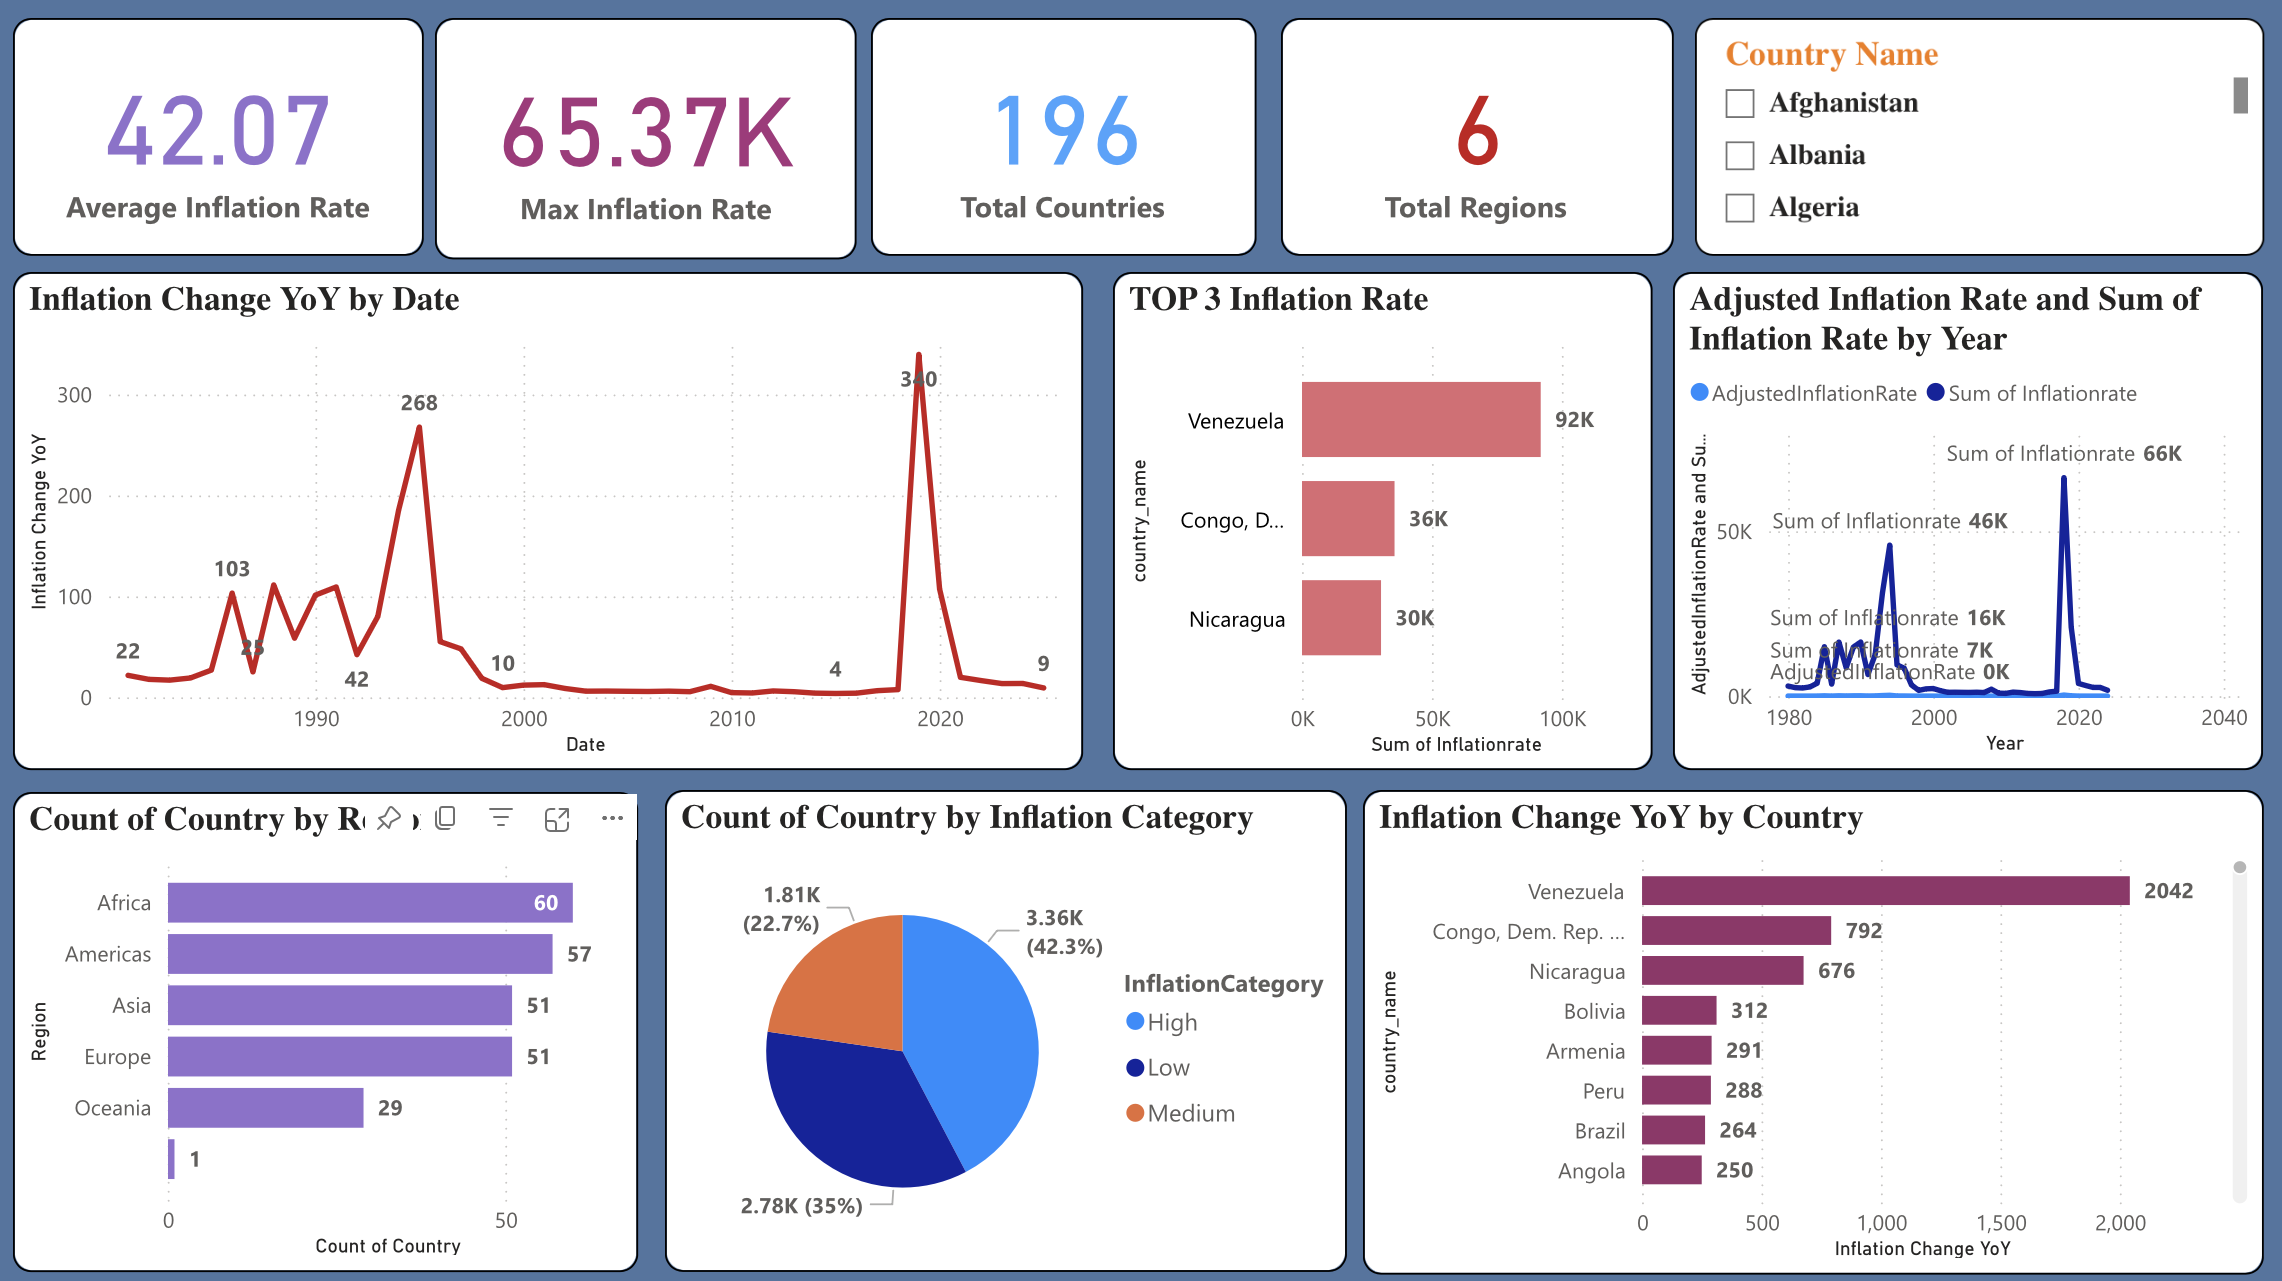 42.07
Average Inflation Rate
65.37K
Max Inflation Rate
196
Total Countries
6
Total Regions
Country Name
Afghanistan
Albania
Algeria
Inflation Change YoY by Date
Inflation Change YoY
300
200
100
0
22
103
25
42
268
10
4
340
9
1990
2000
2010
2020
Date
TOP 3 Inflation Rate
country_name
Venezuela
92K
Congo, D...
36K
Nicaragua
30K
0K
50K
100K
Sum of Inflationrate
Adjusted Inflation Rate and Sum of
Inflation Rate by Year
AdjustedInflationRate
Sum of Inflationrate
AdjustedInflationRate and Su...
Sum of Inflationrate 66K
Sum of Inflationrate 46K
50K
Sum of Inflationrate 16K
Sum of Inflationrate 7K
AdjustedInflationRate 0K
0K
1980
2000
2020
2040
Year
Count of Country by
Region
Africa
60
Americas
57
Asia
51
Europe
51
Oceania
29
1
0
50
Count of Country
Count of Country by Inflation Category
1.81K
(22.7%)
3.36K
(42.3%)
2.78K (35%)
InflationCategory
High
Low
Medium
Inflation Change YoY by Country
country_name
Venezuela
2042
Congo, Dem. Rep. ...
792
Nicaragua
676
Bolivia
312
Armenia
291
Peru
288
Brazil
264
Angola
250
0
500
1,000
1,500
2,000
Inflation Change YoY